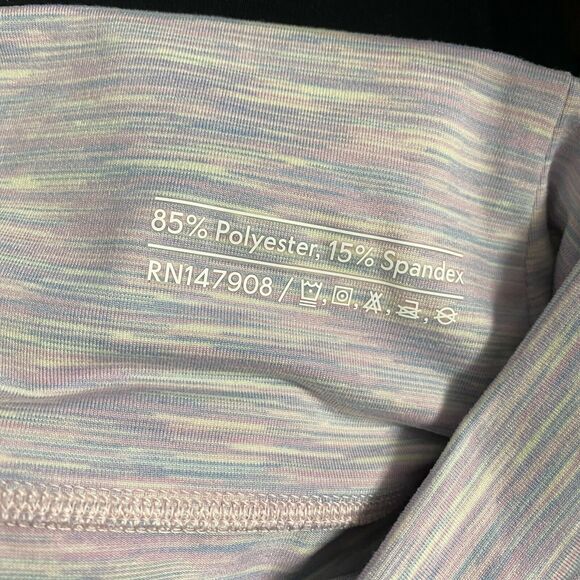 85% Polyester, 15% Spandex
RN147908 /